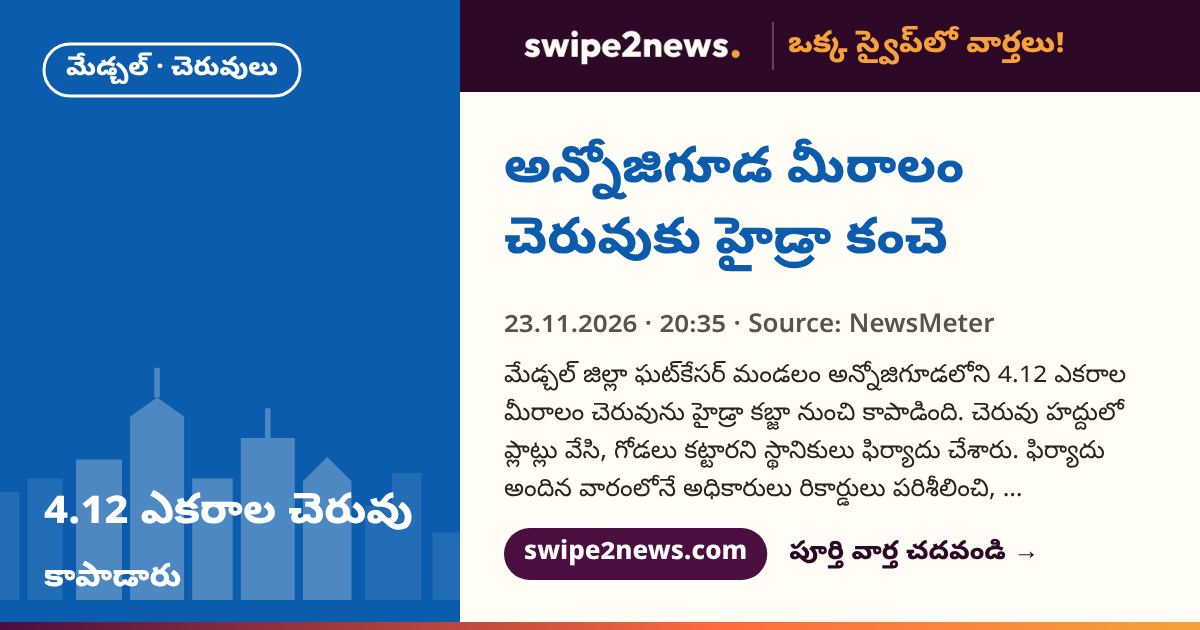 మేడ్చల్ · చెరువులు
4.12 ఎకరాల చెరువు
కాపాడారు
swipe2news.
ఒక్క స్వైప్‌లో వార్తలు!
అన్నోజిగూడ మీరాలం
చెరువుకు హైడ్రా కంచె
23.11.2026 · 20:35 · Source: NewsMeter
మేడ్చల్ జిల్లా ఘట్‌కేసర్ మండలం అన్నోజిగూడలోని 4.12 ఎకరాల
మీరాలం చెరువును హైడ్రా కబ్జా నుంచి కాపాడింది. చెరువు హద్దులో
ప్లాట్లు వేసి, గోడలు కట్టారని స్థానికులు ఫిర్యాదు చేశారు. ఫిర్యాదు
అందిన వారంలోనే అధికారులు రికార్డులు పరిశీలించి, ...
swipe2news.com
పూర్తి వార్త చదవండి →